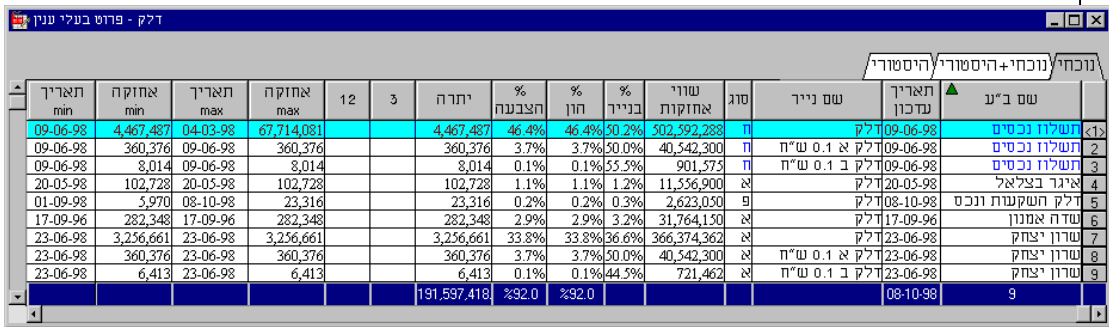 דלק - פרוט בעלי ענין
נוכחי נוכחי+היסטורי היסטורי
שם ב"ע תאריך עדכון שם נייר סוג שווי אחזקות % בנייר % הון % הצבעה יתרה 3 12 אחזקה max תאריך max אחזקה min תאריך min
<1> תשלוז נכסים 09-06-98 דלק ח 502,592,288 50.2% 46.4% 46.4% 4,467,487 67,714,081 04-03-98 4,467,487 09-06-98
2 תשלוז נכסים 09-06-98 דלק א 0.1 ש"ח ח 40,542,300 50.0% 3.7% 3.7% 360,376 360,376 09-06-98 360,376 09-06-98
3 תשלוז נכסים 09-06-98 דלק ב 0.1 ש"ח ח 901,575 55.5% 0.1% 0.1% 8,014 8,014 09-06-98 8,014 09-06-98
4 איגר בצלאל 20-05-98 דלק א 11,556,900 1.2% 1.1% 1.1% 102,728 102,728 20-05-98 102,728 20-05-98
5 דלק השקעות ונכס 08-10-98 דלק פ 2,623,050 0.3% 0.2% 0.2% 23,316 23,316 08-10-98 5,970 01-09-98
6 שדה אמנון 17-09-96 דלק א 31,764,150 3.2% 2.9% 2.9% 282,348 282,348 17-09-96 282,348 17-09-96
7 שרון יצחק 23-06-98 דלק א 366,374,362 36.6% 33.8% 33.8% 3,256,661 3,256,661 23-06-98 3,256,661 23-06-98
8 שרון יצחק 23-06-98 דלק א 0.1 ש"ח א 40,542,300 50.0% 3.7% 3.7% 360,376 360,376 23-06-98 360,376 23-06-98
9 שרון יצחק 23-06-98 דלק ב 0.1 ש"ח א 721,462 44.5% 0.1% 0.1% 6,413 6,413 23-06-98 6,413 23-06-98
9 08-10-98 %92.0 %92.0 191,597,418.